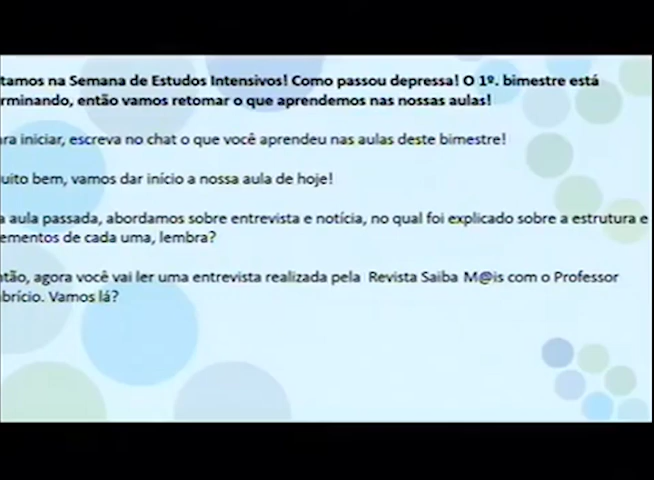 tamos na Semana de Estudos Intensivos! Como passou depressa! O 1º. bimestre está
rminando, então vamos retomar o que aprendemos nas nossas aulas!
ra iniciar, escreva no chat o que você aprendeu nas aulas deste bimestre!
uito bem, vamos dar início a nossa aula de hoje!
a aula passada, abordamos sobre entrevista e notícia, no qual foi explicado sobre a estrutura e
ementos de cada uma, lembra?
ntão, agora você vai ler uma entrevista realizada pela Revista Saiba M@is com o Professor
abrício. Vamos lá?